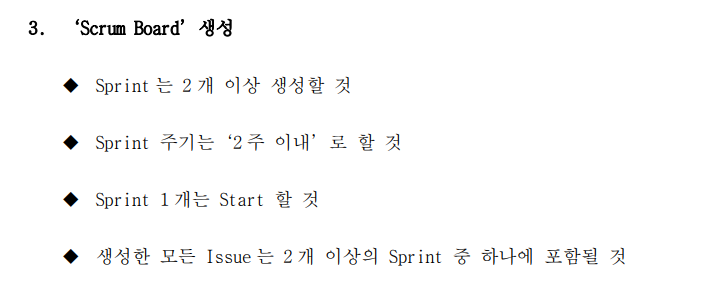 3. ‘Scrum Board’ 생성
◆ Sprint 는 2 개 이상 생성할 것
◆ Sprint 주기는 ‘2 주 이내’ 로 할 것
◆ Sprint 1 개는 Start 할 것
◆ 생성한 모든 Issue 는 2 개 이상의 Sprint 중 하나에 포함될 것